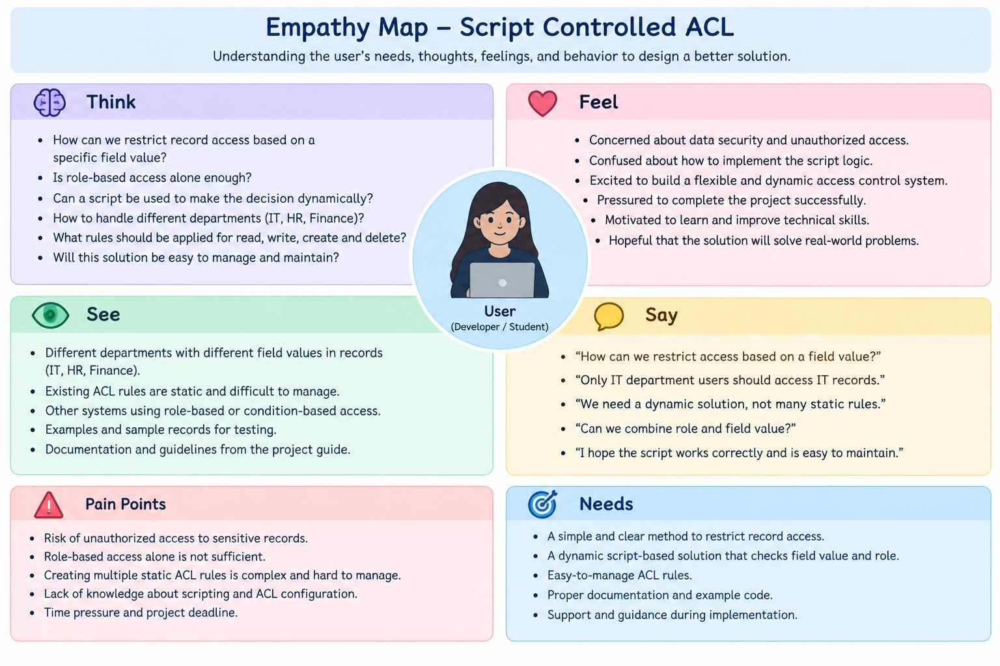 Empathy Map – Script Controlled ACL
Understanding the user's needs, thoughts, feelings, and behavior to design a better solution.
Think
• How can we restrict record access based on a
specific field value?
• Is role-based access alone enough?
• Can a script be used to make the decision dynamically?
• How to handle different departments (IT, HR, Finance)?
• What rules should be applied for read, write, create and delete?
• Will this solution be easy to manage and maintain?
Feel
• Concerned about data security and unauthorized access.
• Confused about how to implement the script logic.
• Excited to build a flexible and dynamic access control system.
• Pressured to complete the project successfully.
• Motivated to learn and improve technical skills.
• Hopeful that the solution will solve real-world problems.
User
(Developer / Student)
See
• Different departments with different field values in records
(IT, HR, Finance).
• Existing ACL rules are static and difficult to manage.
• Other systems using role-based or condition-based access.
• Examples and sample records for testing.
• Documentation and guidelines from the project guide.
Say
• “How can we restrict access based on a field value?”
• “Only IT department users should access IT records.”
• “We need a dynamic solution, not many static rules.”
• “Can we combine role and field value?”
• “I hope the script works correctly and is easy to maintain.”
Pain Points
• Risk of unauthorized access to sensitive records.
• Role-based access alone is not sufficient.
• Creating multiple static ACL rules is complex and hard to manage.
• Lack of knowledge about scripting and ACL configuration.
• Time pressure and project deadline.
Needs
• A simple and clear method to restrict record access.
• A dynamic script-based solution that checks field value and role.
• Easy-to-manage ACL rules.
• Proper documentation and example code.
• Support and guidance during implementation.